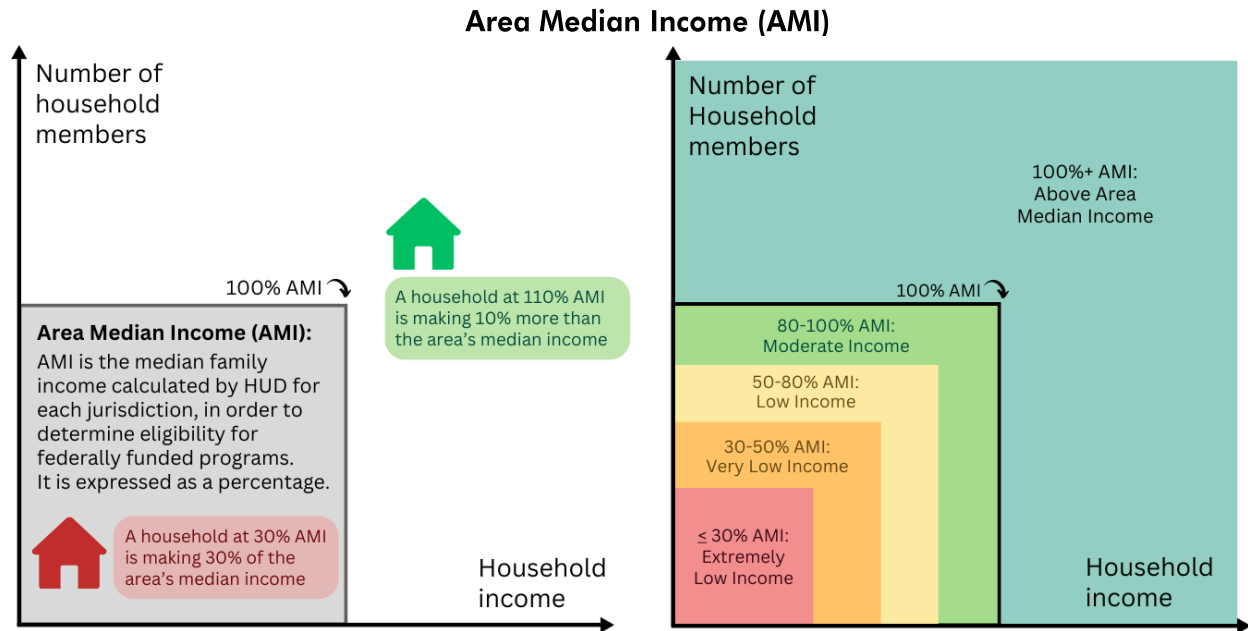 Area Median Income (AMI)
Number of
household
members
100% AMI
A household at 110% AMI
is making 10% more than
the area's median income
Area Median Income (AMI):
AMI is the median family
income calculated by HUD for
each jurisdiction, in order to
determine eligibility for
federally funded programs.
It is expressed as a percentage.
A household at 30% AMI
is making 30% of the
area's median income
Household
income
Number of
Household
members
100%+ AMI:
Above Area
Median Income
100% AMI
80-100% AMI:
Moderate Income
50-80% AMI:
Low Income
30-50% AMI:
Very Low Income
≤ 30% AMI:
Extremely
Low Income
Household
income